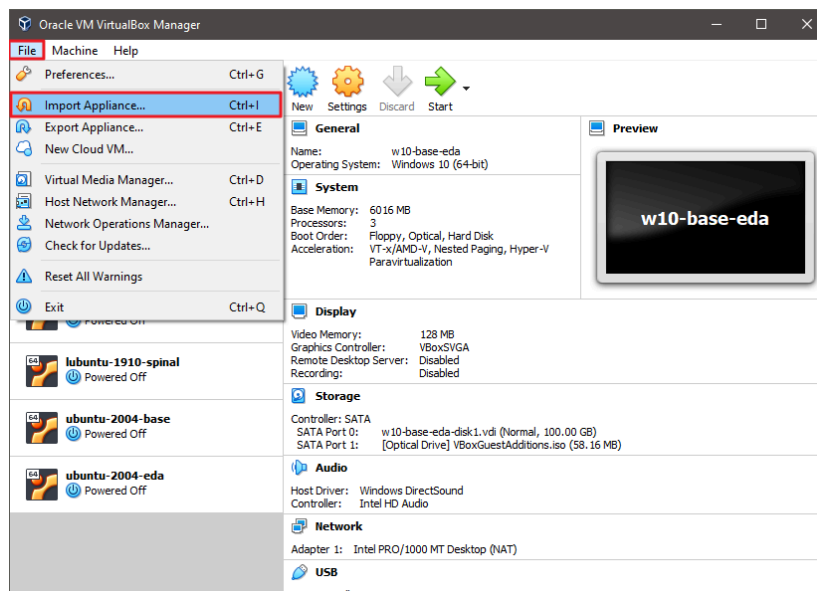 Oracle VM VirtualBox Manager
File Machine Help
Preferences... Ctrl+G
Import Appliance... Ctrl+I
Export Appliance... Ctrl+E
New Cloud VM...
Virtual Media Manager... Ctrl+D
Host Network Manager... Ctrl+H
Network Operations Manager...
Check for Updates...
Reset All Warnings
Exit Ctrl+Q
Powered Off
64
lubuntu-1910-spinal
Powered Off
64
ubuntu-2004-base
Powered Off
64
ubuntu-2004-eda
Powered Off
New Settings Discard Start
General
Name: w10-base-eda
Operating System: Windows 10 (64-bit)
System
Base Memory: 6016 MB
Processors: 3
Boot Order: Floppy, Optical, Hard Disk
Acceleration: VT-x/AMD-V, Nested Paging, Hyper-V
Paravirtualization
Preview
w10-base-eda
Display
Video Memory: 128 MB
Graphics Controller: VBoxSVGA
Remote Desktop Server: Disabled
Recording: Disabled
Storage
Controller: SATA
SATA Port 0: w10-base-eda-disk1.vdi (Normal, 100.00 GB)
SATA Port 1: [Optical Drive] VBoxGuestAdditions.iso (58.16 MB)
Audio
Host Driver: Windows DirectSound
Controller: Intel HD Audio
Network
Adapter 1: Intel PRO/1000 MT Desktop (NAT)
USB